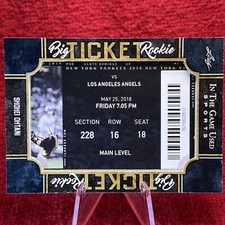 Big TICKET Rookie
Leaf
NEW YORK YANKEES 2018 NEW YORK YANKEES
VS
LOS ANGELES ANGELS
MAY 25, 2018
FRIDAY 7:05 PM
SECTION ROW SEAT
228 16 18
MAIN LEVEL
SHOHEI OHTANI
IN THE GAME USED
SPORTS
Big TICKET Rookie